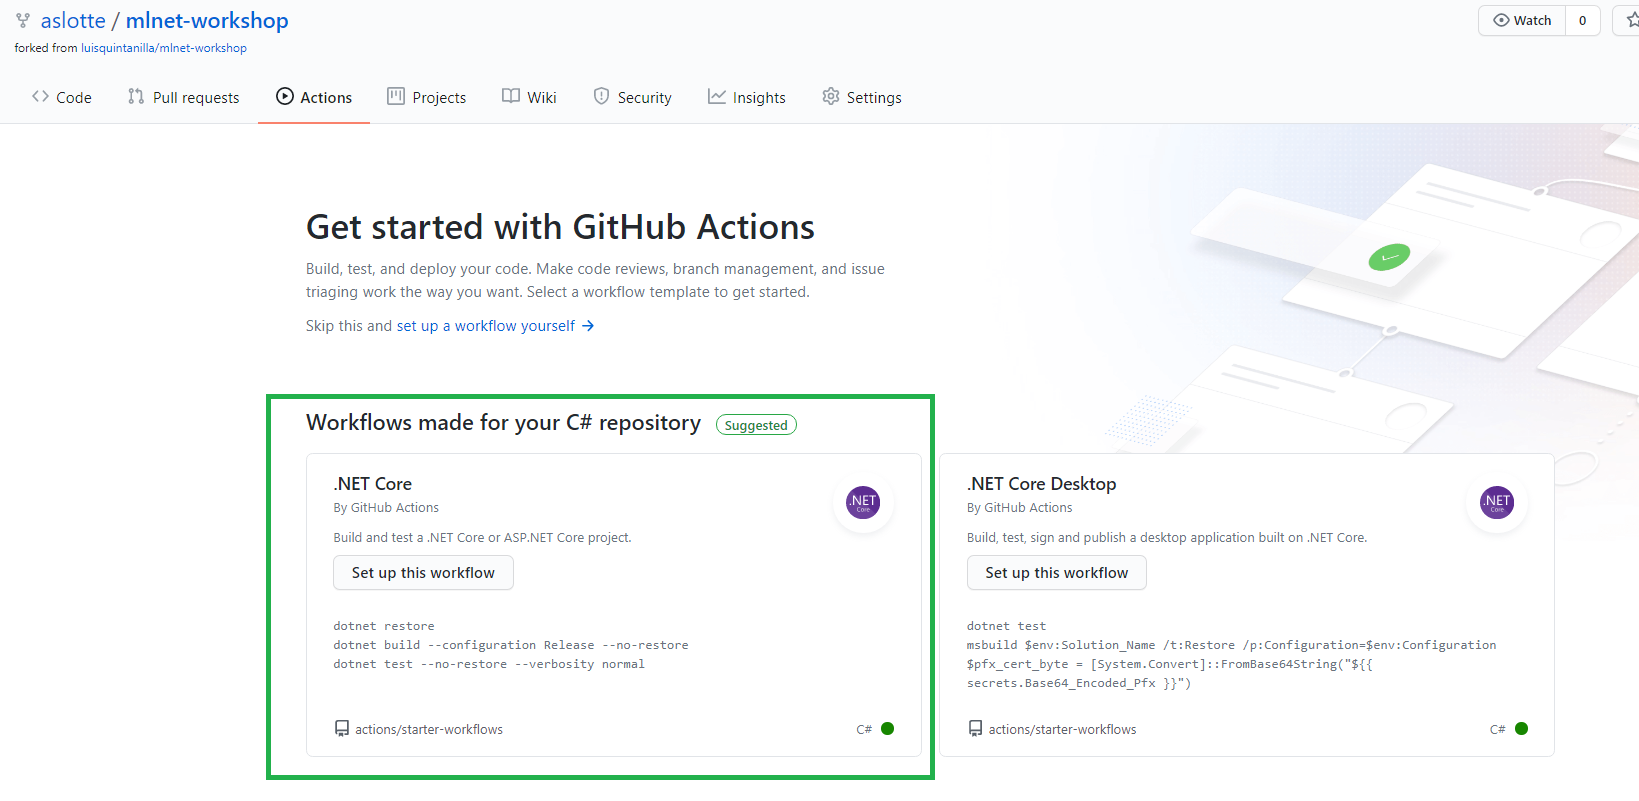 aslotte / mlnet-workshop
Watch 0
forked from luisquintanilla/mlnet-workshop
Code Pull requests Actions Projects Wiki Security Insights Settings
Get started with GitHub Actions
Build, test, and deploy your code. Make code reviews, branch management, and issue
triaging work the way you want. Select a workflow template to get started.
Skip this and set up a workflow yourself →
Workflows made for your C# repository Suggested
.NET Core
By GitHub Actions
.NET
Core
Build and test a .NET Core or ASP.NET Core project.
Set up this workflow
dotnet restore
dotnet build --configuration Release --no-restore
dotnet test --no-restore --verbosity normal
actions/starter-workflows C#
.NET Core Desktop
By GitHub Actions
.NET
Core
Build, test, sign and publish a desktop application built on .NET Core.
Set up this workflow
dotnet test
msbuild $env:Solution_Name /t:Restore /p:Configuration=$env:Configuration
$pfx_cert_byte = [System.Convert]::FromBase64String("${{
secrets.Base64_Encoded_Pfx }}")
actions/starter-workflows C#